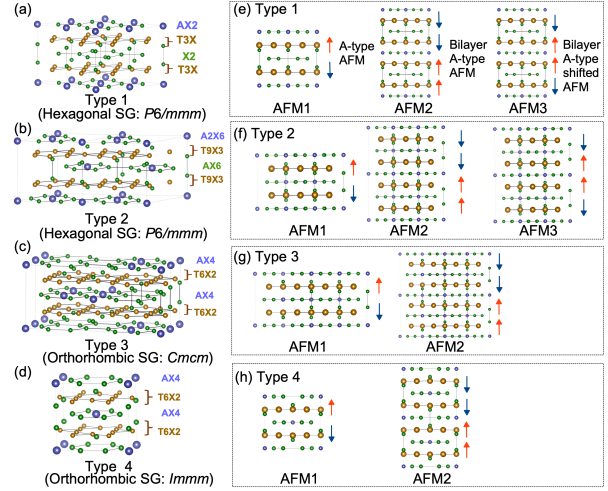 (a)
AX2
T3X
X2
T3X
Type 1
(Hexagonal SG: P6/mmm)
(b)
A2X6
T9X3
AX6
T9X3
Type 2
(Hexagonal SG: P6/mmm)
(c)
AX4
T6X2
AX4
T6X2
Type 3
(Orthorhombic SG: Cmcm)
(d)
AX4
T6X2
AX4
T6X2
Type 4
(Orthorhombic SG: Immm)
(e) Type 1
A-type
AFM
AFM1
Bilayer
A-type
AFM
AFM2
Bilayer
A-type
shifted
AFM
AFM3
(f) Type 2
AFM1
AFM2
AFM3
(g) Type 3
AFM1
AFM2
(h) Type 4
AFM1
AFM2